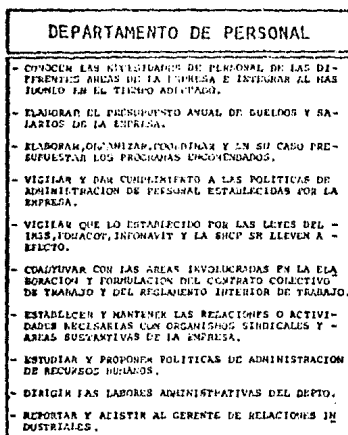 DEPARTAMENTO DE PERSONAL
- CONOCER LAS NECESIDADES DE PERSONAL DE LAS DI-
FERENTES AREAS DE LA EMPRESA E INTEGRAR AL MAS
IDONEO EN EL TIEMPO ADECUADO.
- ELABORAR EL PRESUPUESTO ANUAL DE SUELDOS Y SA-
LARIOS DE LA EMPRESA.
- ELABORAR, ORGANIZAR, COORDINAR Y EN SU CASO PRE-
SUPUESTAR LOS PROGRAMAS ENCOMENDADOS.
- VIGILAR Y DAR CUMPLIMIENTO A LAS POLITICAS DE
ADMINISTRACION DE PERSONAL ESTABLECIDAS POR LA
EMPRESA.
- VIGILAR QUE LO ESTABLECIDO POR LAS LEYES DEL -
IMSS, FONACOT, INFONAVIT Y LA SHCP SE LLEVEN A -
EFECTO.
- COADYUVAR CON LAS AREAS INVOLUCRADAS EN LA ELA
BORACION Y FORMULACION DEL CONTRATO COLECTIVO
DE TRABAJO Y DEL REGLAMENTO INTERIOR DE TRABAJO.
- ESTABLECER Y MANTENER LAS RELACIONES O ACTIVI-
DADES NECESARIAS CON ORGANISMOS SINDICALES Y -
AREAS SUSTANTIVAS DE LA EMPRESA.
- ESTUDIAR Y PROPONER POLITICAS DE ADMINISTRACION
DE RECURSOS HUMANOS.
- DIRIGIR LAS LABORES ADMINISTRATIVAS DEL DEPTO.
- REPORTAR Y ASISTIR AL GERENTE DE RELACIONES IN
DUSTRIALES.